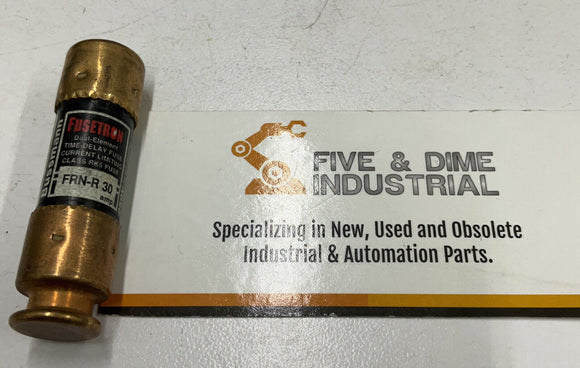 FUSETRON
Dual-Element
TIME-DELAY FUSE
CURRENT LIMITING
CLASS RK5 FUSE
FRN-R 30
amp
FIVE & DIME
INDUSTRIAL
Specializing in New, Used and Obsolete
Industrial & Automation Parts.